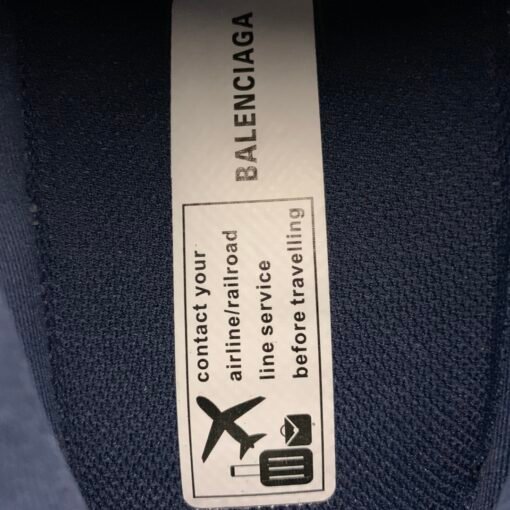 BALENCIAGA
contact your
airline/railroad
line service
before travelling